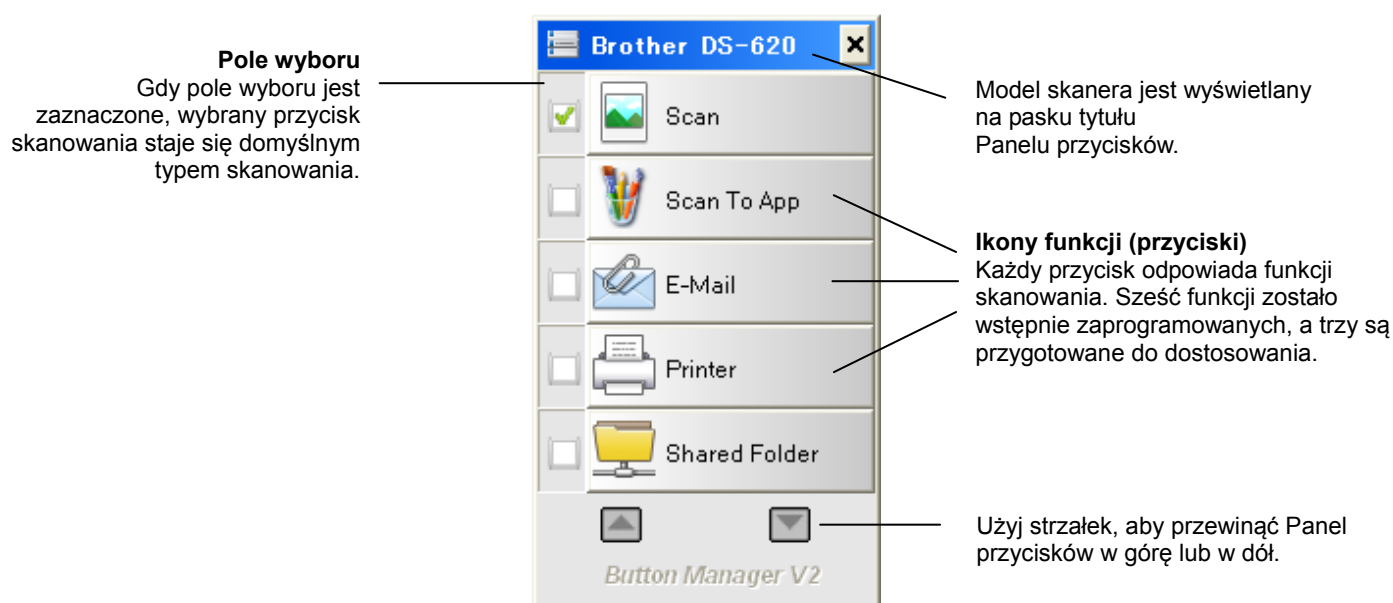 Pole wyboru
Gdy pole wyboru jest
zaznaczone, wybrany przycisk
skanowania staje się domyślnym
typem skanowania.
Brother DS-620
Scan
Scan To App
E-Mail
Printer
Shared Folder
Button Manager V2
Model skanera jest wyświetlany
na pasku tytułu
Panelu przycisków.
Ikony funkcji (przyciski)
Każdy przycisk odpowiada funkcji
skanowania. Sześć funkcji zostało
wstępnie zaprogramowanych, a trzy są
przygotowane do dostosowania.
Użyj strzałek, aby przewinąć Panel
przycisków w górę lub w dół.